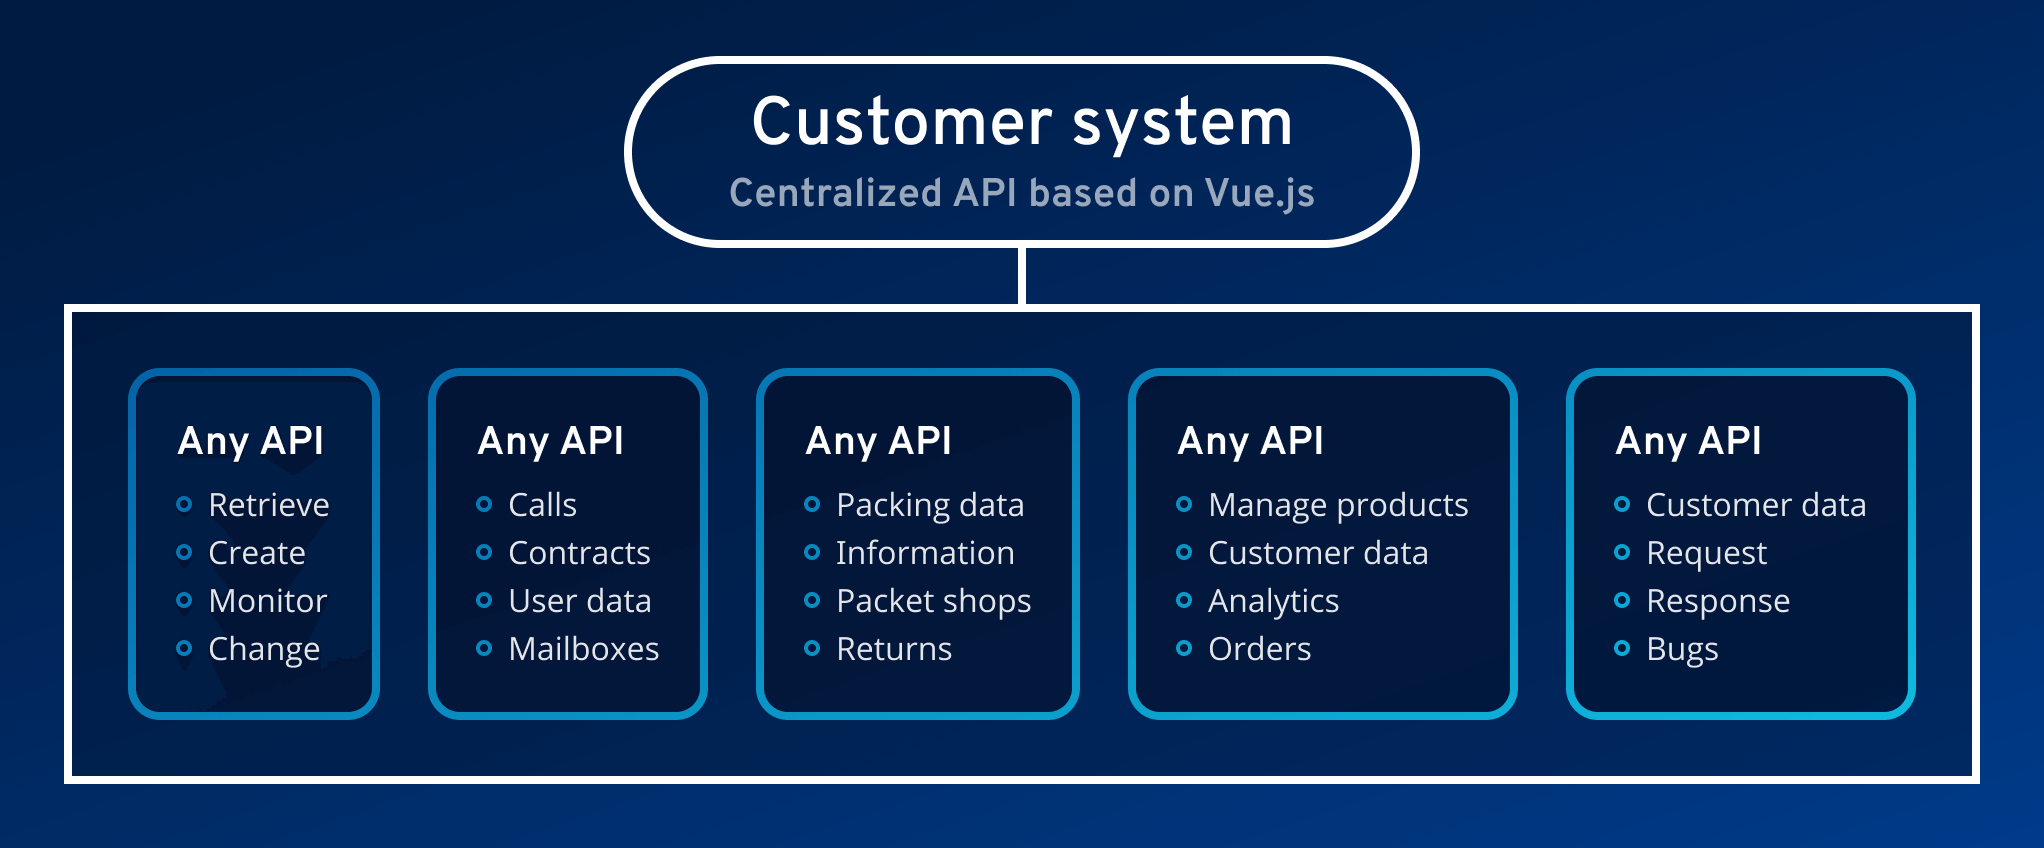 Customer system
Centralized API based on Vue.js
Any API
Retrieve
Create
Monitor
Change
Any API
Calls
Contracts
User data
Mailboxes
Any API
Packing data
Information
Packet shops
Returns
Any API
Manage products
Customer data
Analytics
Orders
Any API
Customer data
Request
Response
Bugs